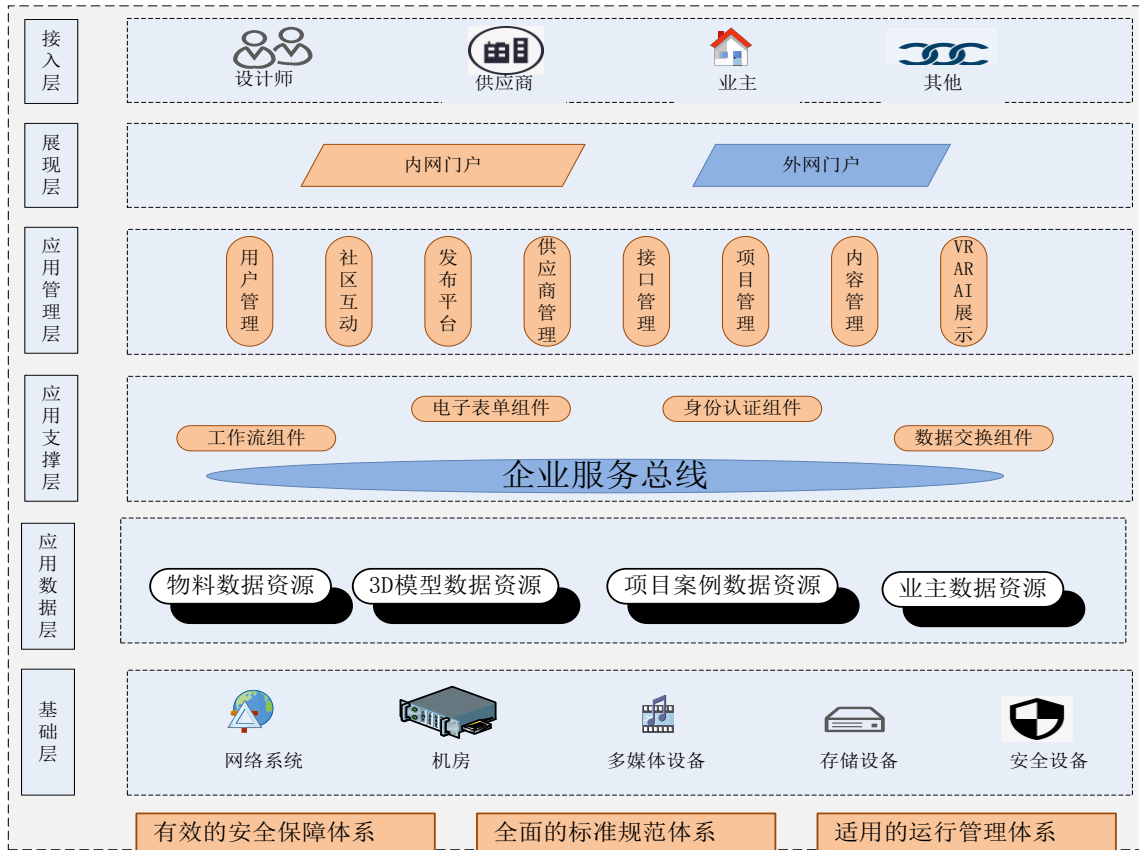 接入层
设计师
供应商
业主
其他
展现层
内网门户
外网门户
应用管理层
用户管理
社区互动
发布平台
供应商管理
接口管理
项目管理
内容管理
VR
AR
AI
展示
应用支撑层
电子表单组件
身份认证组件
工作流组件
数据交换组件
企业服务总线
应用数据层
物料数据资源
3D模型数据资源
项目案例数据资源
业主数据资源
基础层
网络系统
机房
多媒体设备
存储设备
安全设备
有效的安全保障体系
全面的标准规范体系
适用的运行管理体系